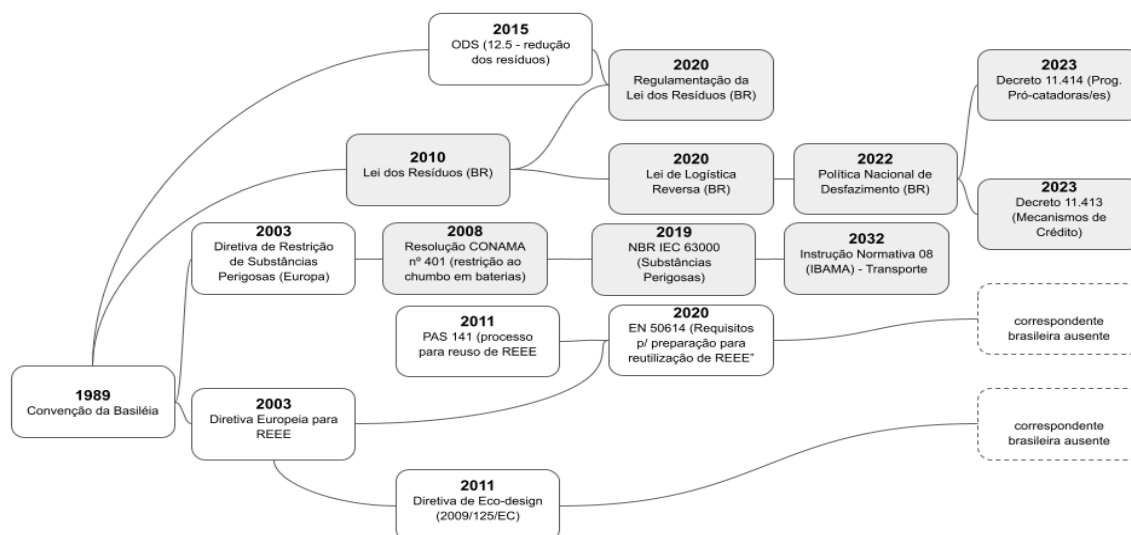 2015
ODS (12.5 - redução
dos resíduos)
2020
Regulamentação da
Lei dos Resíduos (BR)
2023
Decreto 11.414 (Prog.
Pró-catadoras/es)
2010
Lei dos Resíduos (BR)
2020
Lei de Logística
Reversa (BR)
2022
Política Nacional de
Desfazimento (BR)
2023
Decreto 11.413
(Mecanismos de
Crédito)
2003
Diretiva de Restrição
de Substâncias
Perigosas (Europa)
2008
Resolução CONAMA
nº 401 (restrição ao
chumbo em baterias)
2019
NBR IEC 63000
(Substâncias
Perigosas)
2032
Instrução Normativa 08
(IBAMA) - Transporte
2011
PAS 141 (processo
para reuso de REEE
2020
EN 50614 (Requisitos
p/ preparação para
reutilização de REEE"
correspondente
brasileira ausente
1989
Convenção da Basiléia
2003
Diretiva Europeia para
REEE
correspondente
brasileira ausente
2011
Diretiva de Eco-design
(2009/125/EC)